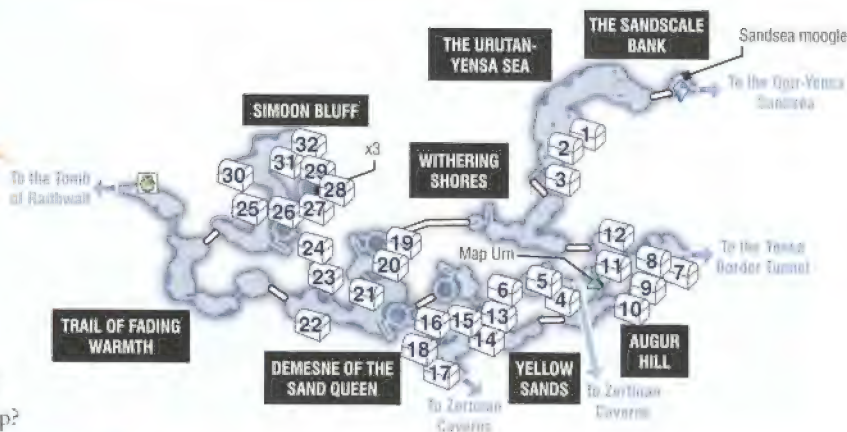 THE SANDSCALE
BANK
Sandsea moogle
THE URUTAN-
YENSA SEA
To the Ogir-Yensa
Sandsea
SIMOON BLUFF
32
x3
31
29
30
28
WITHERING
SHORES
1
2
3
To the Tomb
of Raithwall
25
26
27
24
19
Map Urn
12
11
8
7
To the Yensa
Border Tunnel
23
20
21
6
5
4
9
10
22
16
15
13
14
18
17
TRAIL OF FADING
WARMTH
DEMESNE OF THE
SAND QUEEN
YELLOW
SANDS
AUGUR
HILL
To Zertinan
Caverns
To Zertinan
Caverns
p?